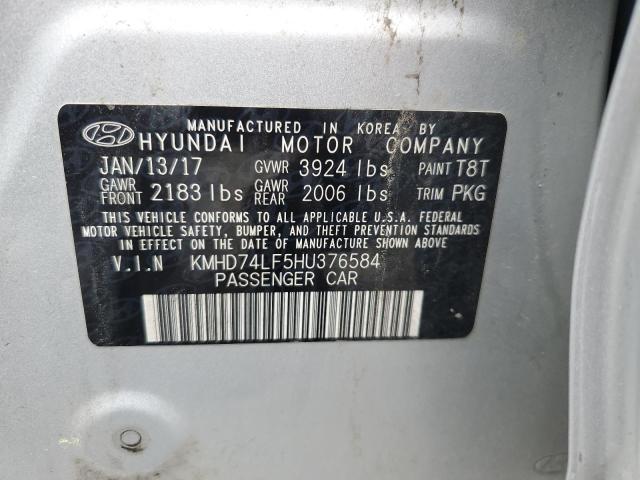 MANUFACTURED IN KOREA BY
HYUNDAI MOTOR COMPANY
JAN/13/17 GVWR 3924 lbs PAINT T8T
GAWR FRONT 2183 lbs GAWR REAR 2006 lbs TRIM PKG
THIS VEHICLE CONFORMS TO ALL APPLICABLE U.S.A. FEDERAL
MOTOR VEHICLE SAFETY, BUMPER, AND THEFT PREVENTION STANDARDS
IN EFFECT ON THE DATE OF MANUFACTURE SHOWN ABOVE
V.I.N KMHD74LF5HU376584
PASSENGER CAR